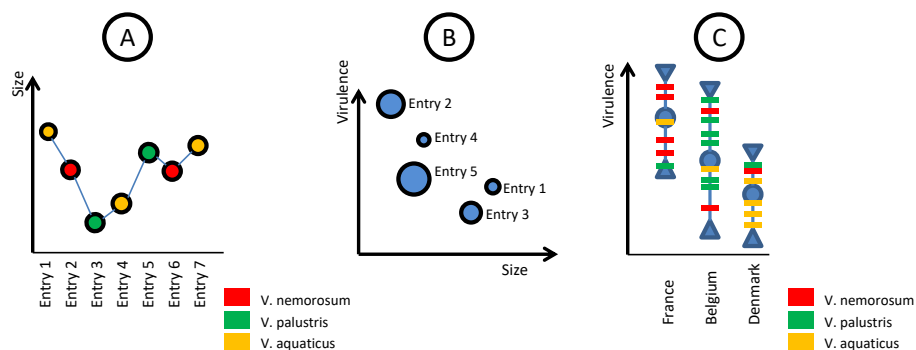 A
Size
Entry 1
Entry 2
Entry 3
Entry 4
Entry 5
Entry 6
Entry 7
V. nemorosum
V. palustris
V. aquaticus
B
Virulence
Entry 2
Entry 4
Entry 5
Entry 1
Entry 3
Size
C
Virulence
France
Belgium
Denmark
V. nemorosum
V. palustris
V. aquaticus